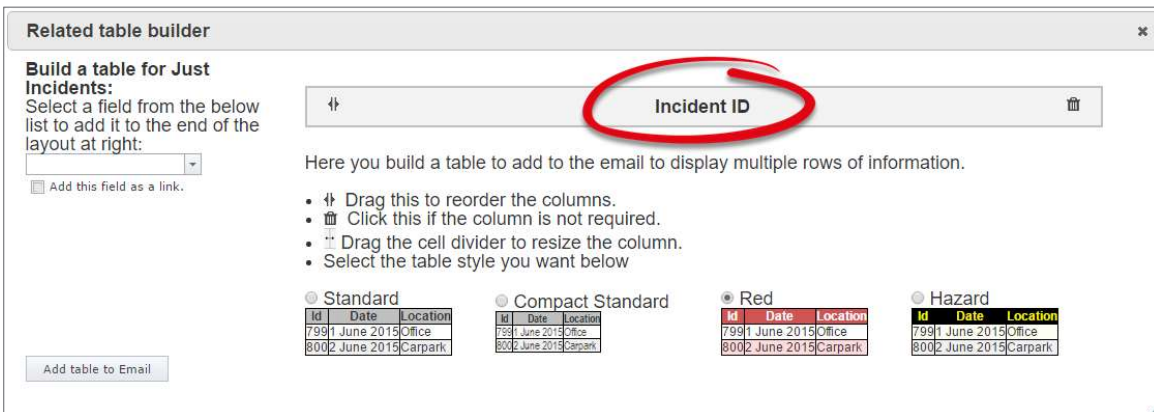 Related table builder
Build a table for Just
Incidents:
Select a field from the below
list to add it to the end of the
layout at right:
Add this field as a link.
Add table to Email
Incident ID
Here you build a table to add to the email to display multiple rows of information.
• Drag this to reorder the columns.
• Click this if the column is not required.
• Drag the cell divider to resize the column.
• Select the table style you want below
Standard
Id Date Location
799 1 June 2015 Office
800 2 June 2015 Carpark
Compact Standard
Id Date Location
799 1 June 2015 Office
800 2 June 2015 Carpark
Red
Id Date Location
799 1 June 2015 Office
800 2 June 2015 Carpark
Hazard
Id Date Location
799 1 June 2015 Office
800 2 June 2015 Carpark